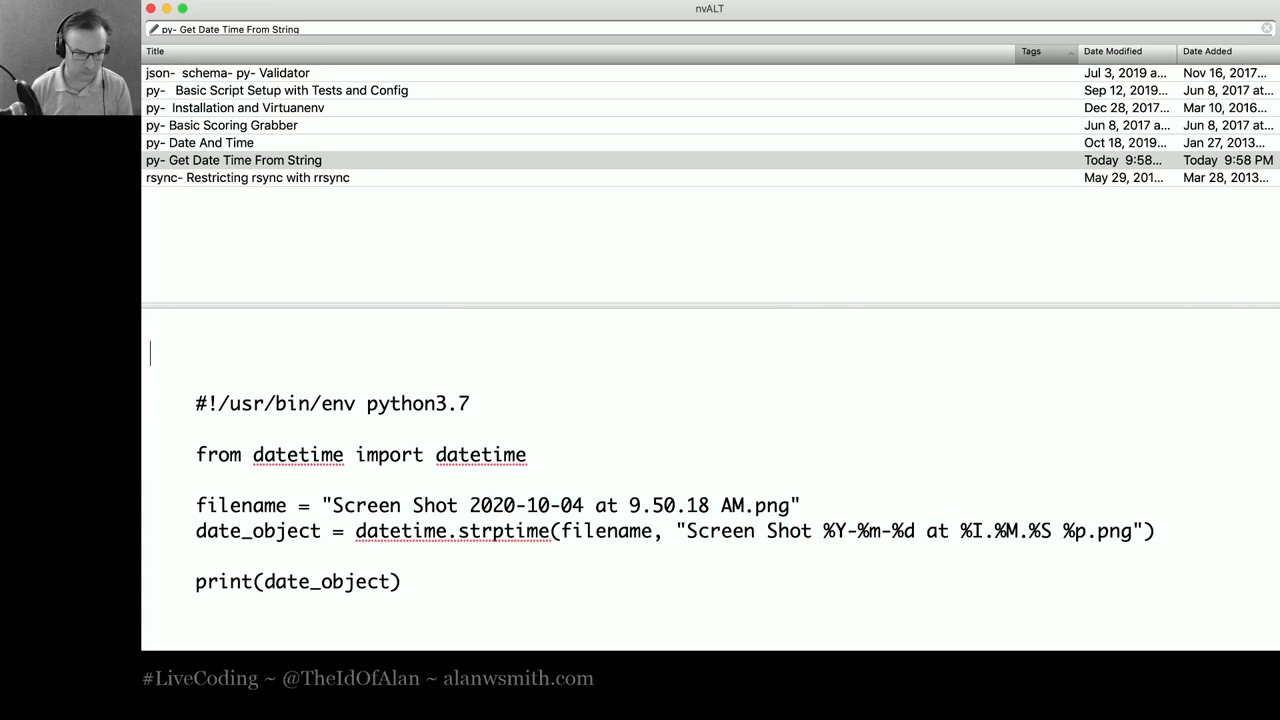 nvALT
py- Get Date Time From String
Title Tags Date Modified Date Added
json- schema- py- Validator Jul 3, 2019 a... Nov 16, 2017...
py- Basic Script Setup with Tests and Config Sep 12, 2019... Jun 8, 2017 at...
py- Installation and Virtuanenv Dec 28, 2017... Mar 10, 2016...
py- Basic Scoring Grabber Jun 8, 2017 a... Jun 8, 2017 at...
py- Date And Time Oct 18, 2019... Jan 27, 2013...
py- Get Date Time From String Today 9:58... Today 9:58 PM
rsync- Restricting rsync with rrsync May 29, 201... Mar 28, 2013...
#!/usr/bin/env python3.7
from datetime import datetime
filename = "Screen Shot 2020-10-04 at 9.50.18 AM.png"
date_object = datetime.strptime(filename, "Screen Shot %Y-%m-%d at %I.%M.%S %p.png")
print(date_object)
#LiveCoding ~ @TheIdOfAlan ~ alanwsmith.com